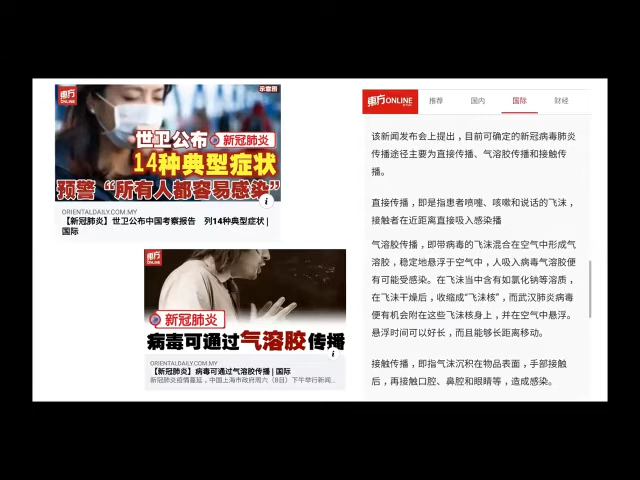 東方
ONLINE
示意图
世卫公布 新冠肺炎
14种典型症状
预警“所有人都容易感染”
ORIENTALDAILY.COM.MY
【新冠肺炎】世卫公布中国考察报告 列14种典型症状 |
国际
東方
ONLINE
新冠肺炎
病毒可通过气溶胶传播
ORIENTALDAILY.COM.MY
【新冠肺炎】病毒可通过气溶胶传播 | 国际
新冠肺炎疫情蔓延，中国上海市政府周六（8日）下午举行新闻...
東方ONLINE 推荐 国内 国际 财经
该新闻发布会上提出，目前可确定的新冠病毒肺炎
传播途径主要为直接传播、气溶胶传播和接触传
播。
直接传播，即是指患者喷嚏、咳嗽和说话的飞沫，
接触者在近距离直接吸入感染播
气溶胶传播，即带病毒的飞沫混合在空气中形成气
溶胶，稳定地悬浮于空气中，人吸入病毒气溶胶便
有可能受感染。在飞沫当中含有如氯化钠等溶质，
在飞沫干燥后，收缩成“飞沫核”，而武汉肺炎病毒
便有机会附在这些飞沫核身上，并在空气中悬浮。
悬浮时间可以好长，而且能够长距离移动。
接触传播，即指气沫沉积在物品表面，手部接触
后，再接触口腔、鼻腔和眼睛等，造成感染。